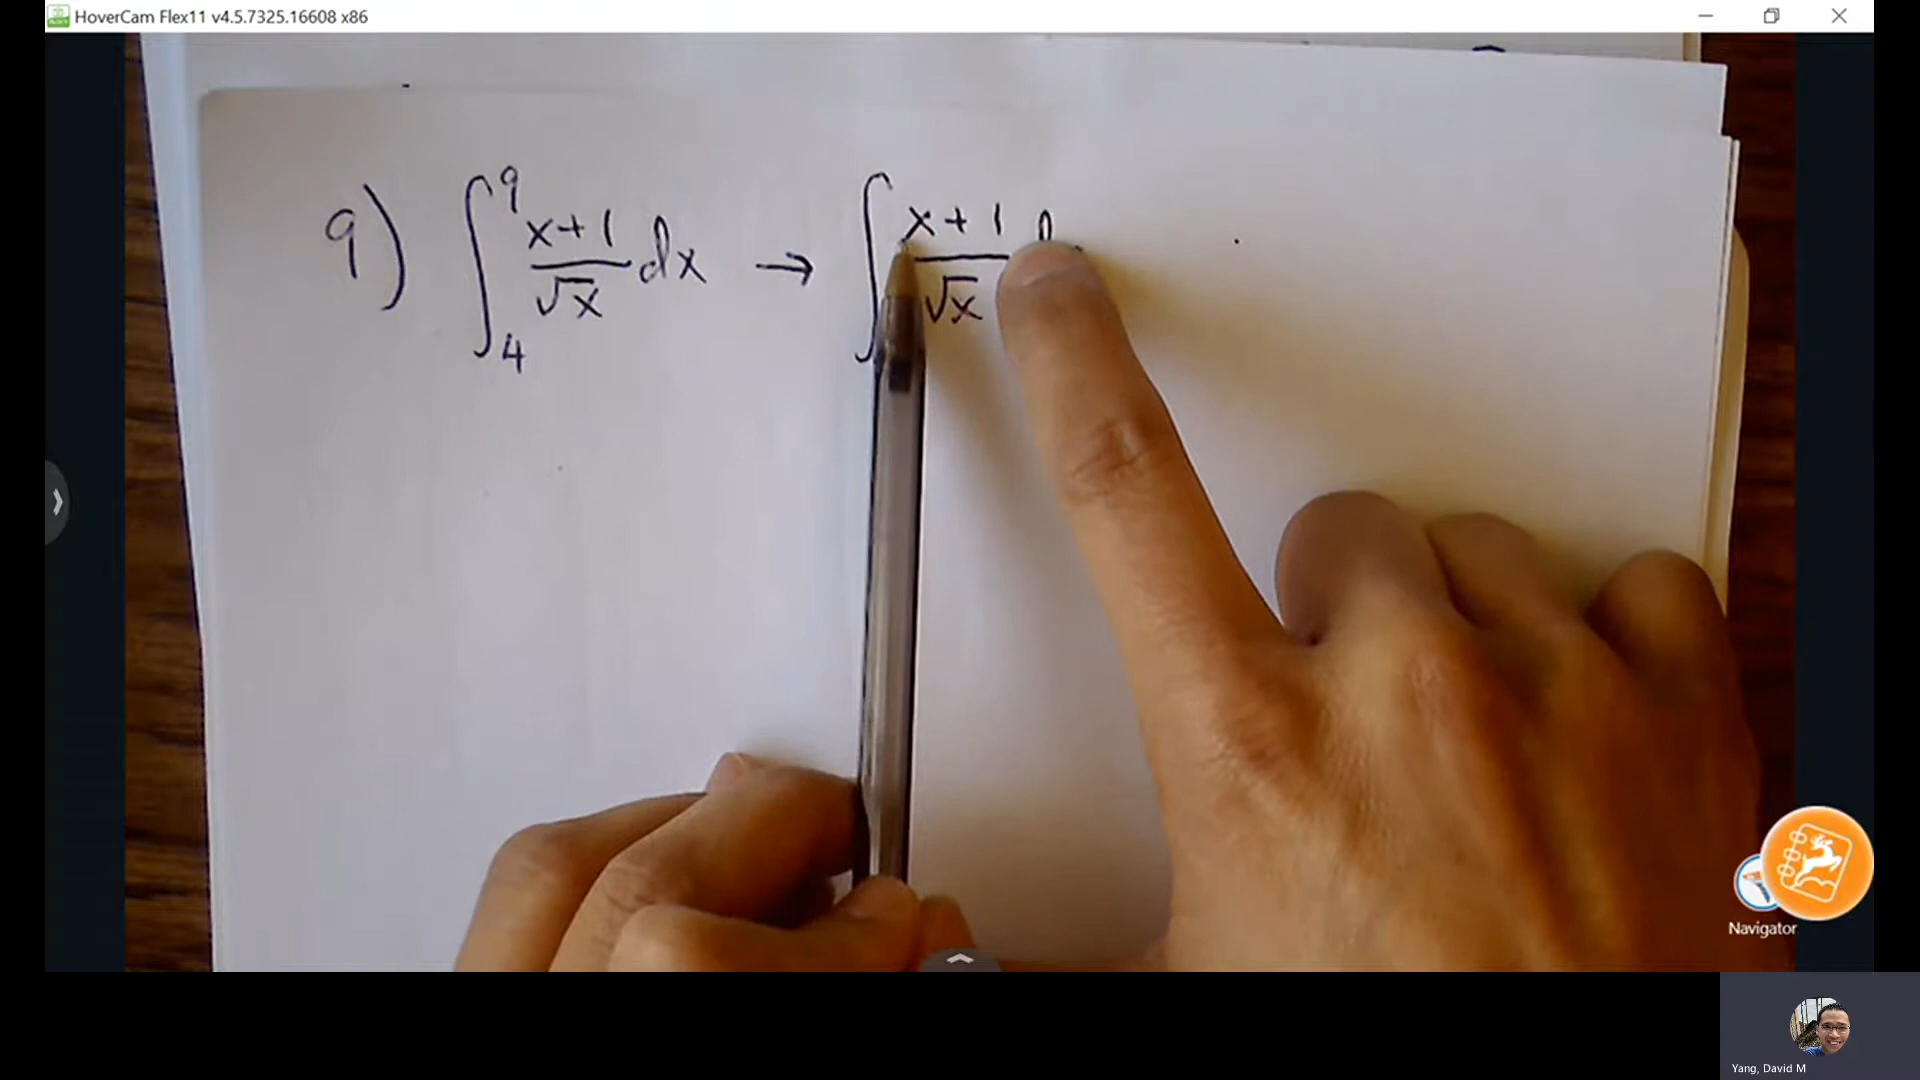 HoverCam Flex11 v4.5.7325.16608 x86
9) ∫₄⁹ (x+1)/√x dx → ∫ (x+1)/√x
Navigator
Yang, David M